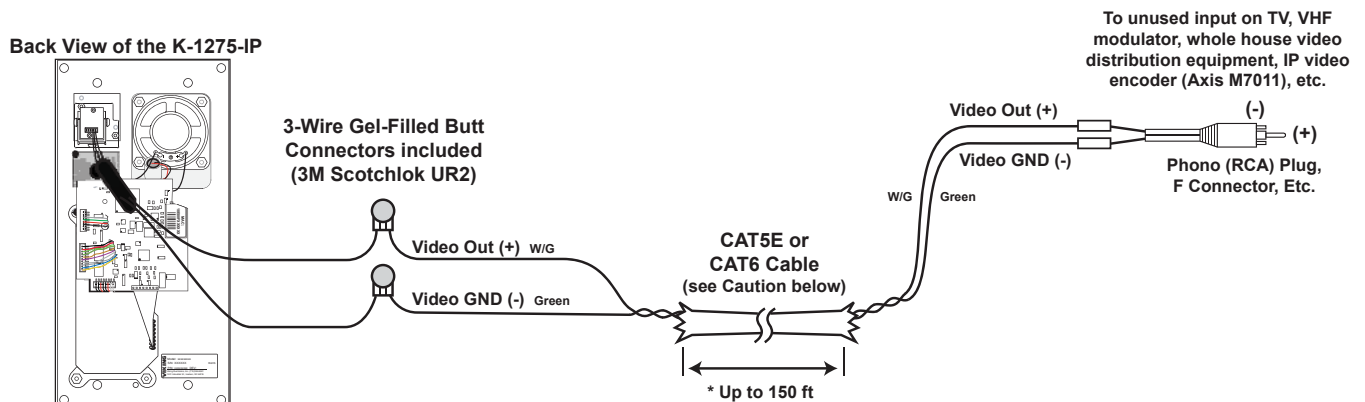 Back View of the K-1275-IP
3-Wire Gel-Filled Butt
Connectors included
(3M Scotchlok UR2)
Video Out (+) W/G
Video GND (-) Green
CAT5E or
CAT6 Cable
(see Caution below)
* Up to 150 ft
W/G
Green
Video Out (+)
Video GND (-)
To unused input on TV, VHF
modulator, whole house video
distribution equipment, IP video
encoder (Axis M7011), etc.
(-)
(+)
Phono (RCA) Plug,
F Connector, Etc.
VIKING